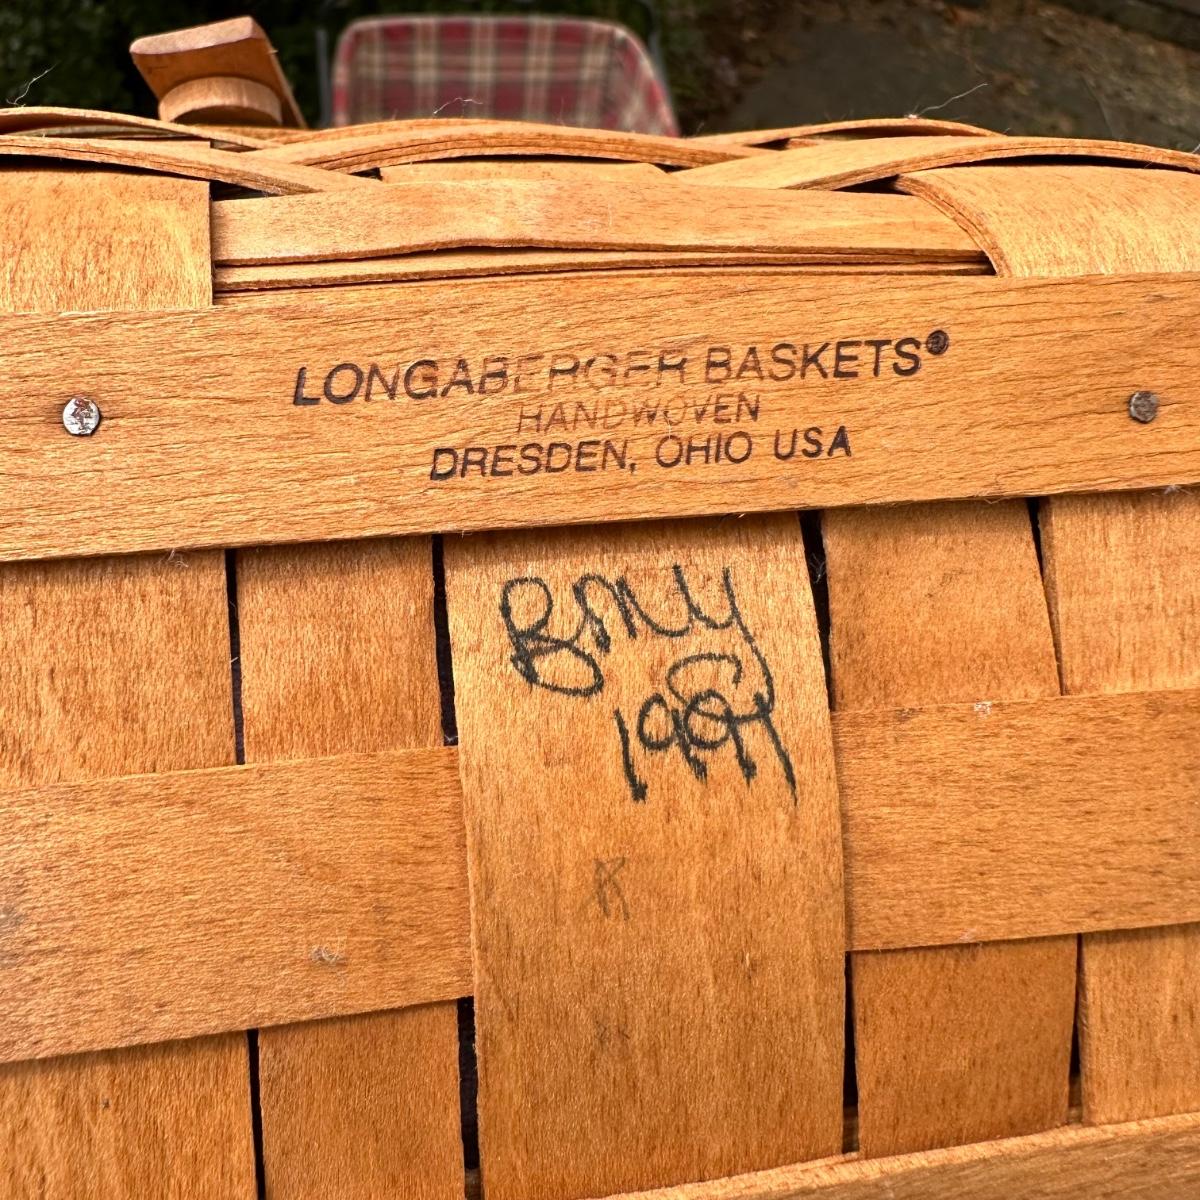 LONGABERGER BASKETS®
HANDWOVEN
DRESDEN, OHIO USA
1994